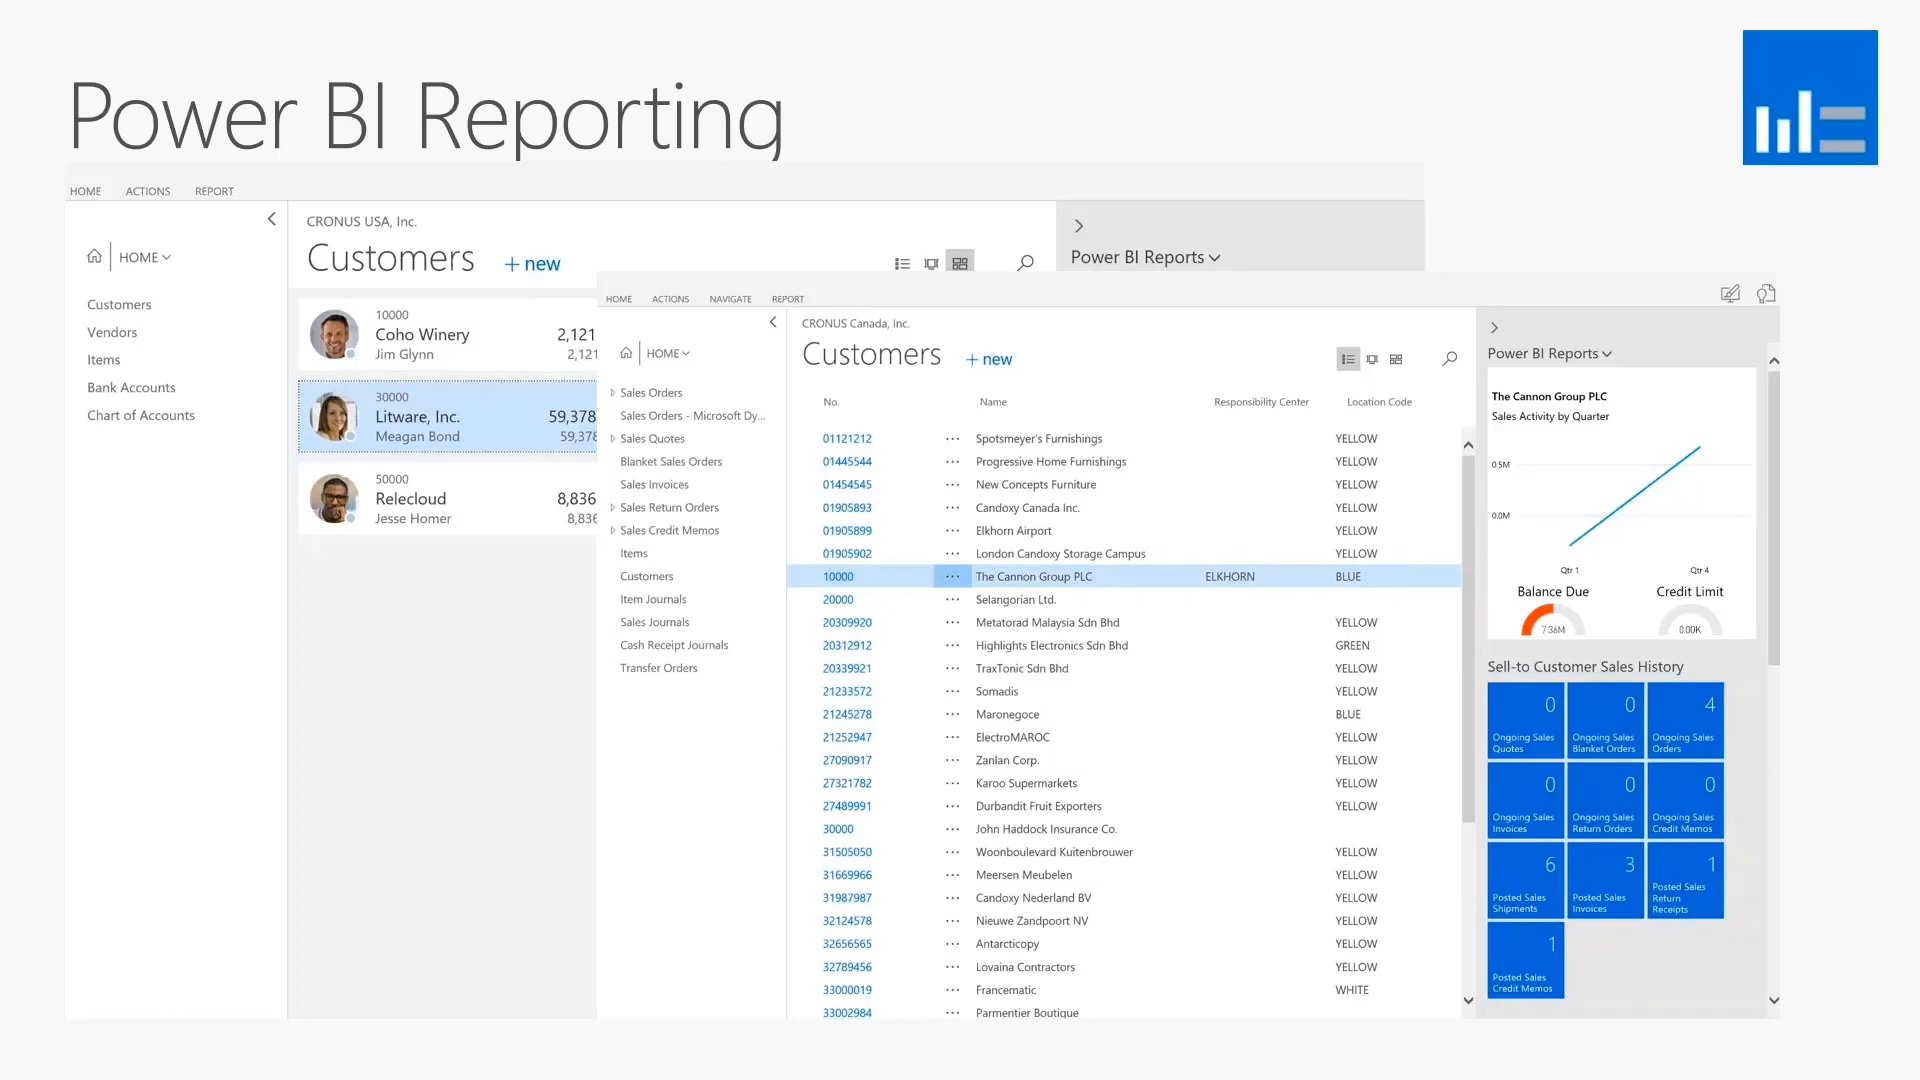 Power BI Reporting
HOME ACTIONS REPORT
CRONUS USA, Inc.
Customers + new
Power BI Reports
HOME
Customers
Vendors
Items
Bank Accounts
Chart of Accounts
10000
Coho Winery 2,121
Jim Glynn 2,121
30000
Litware, Inc. 59,378
Meagan Bond 59,378
50000
Relecloud 8,836
Jesse Homer 8,836
HOME ACTIONS NAVIGATE REPORT
CRONUS Canada, Inc.
Customers + new
HOME
Sales Orders
Sales Orders - Microsoft Dy...
Sales Quotes
Blanket Sales Orders
Sales Invoices
Sales Return Orders
Sales Credit Memos
Items
Customers
Item Journals
Sales Journals
Cash Receipt Journals
Transfer Orders
No. Name Responsibility Center Location Code
01121212 ... Spotsmeyer's Furnishings YELLOW
01445544 ... Progressive Home Furnishings YELLOW
01454545 ... New Concepts Furniture YELLOW
01905893 ... Candoxy Canada Inc. YELLOW
01905899 ... Elkhorn Airport YELLOW
01905902 ... London Candoxy Storage Campus YELLOW
10000 ... The Cannon Group PLC ELKHORN BLUE
20000 ... Selangorian Ltd.
20309920 ... Metatorad Malaysia Sdn Bhd YELLOW
20312912 ... Highlights Electronics Sdn Bhd GREEN
20339921 ... TraxTonic Sdn Bhd YELLOW
21233572 ... Somadis YELLOW
21245278 ... Maronegoce BLUE
21252947 ... ElectroMAROC YELLOW
27090917 ... Zanlan Corp. YELLOW
27321782 ... Karoo Supermarkets YELLOW
27489991 ... Durbandit Fruit Exporters YELLOW
30000 ... John Haddock Insurance Co.
31505050 ... Woonboulevard Kuitenbrouwer YELLOW
31669966 ... Meersen Meubelen YELLOW
31987987 ... Candoxy Nederland BV YELLOW
32124578 ... Nieuwe Zandpoort NV YELLOW
32656565 ... Antarcticopy YELLOW
32789456 ... Lovaina Contractors YELLOW
33000019 ... Francematic WHITE
33002984 ... Parmentier Boutique
Power BI Reports
The Cannon Group PLC
Sales Activity by Quarter
0.5M
0.0M
Qtr 1 Qtr 4
Balance Due Credit Limit
7.36M 0.00K
Sell-to Customer Sales History
0
Ongoing Sales
Quotes
0
Ongoing Sales
Blanket Orders
4
Ongoing Sales
Orders
0
Ongoing Sales
Invoices
0
Ongoing Sales
Return Orders
0
Ongoing Sales
Credit Memos
6
Posted Sales
Shipments
3
Posted Sales
Invoices
1
Posted Sales
Return
Receipts
1
Posted Sales
Credit Memos